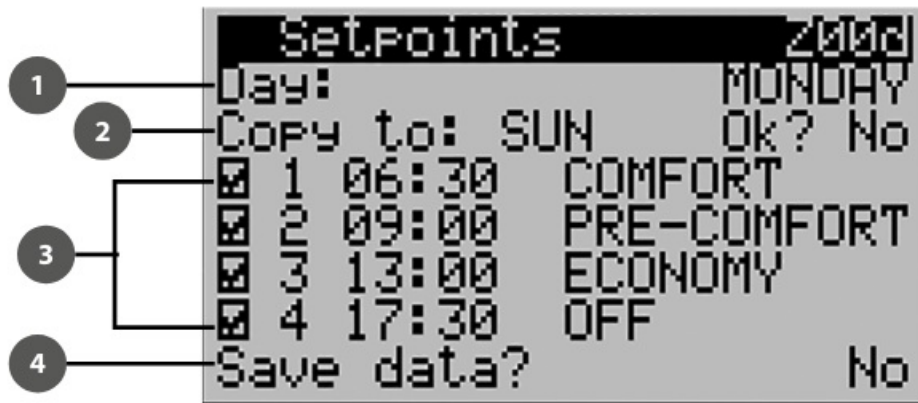 Setpoints Z00d
1 Day: MONDAY
2 Copy to: SUN Ok? No
1 06:30 COMFORT
2 09:00 PRE-COMFORT
3
3 13:00 ECONOMY
4 17:30 OFF
4 Save data? No